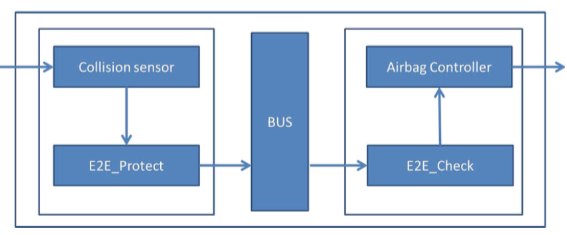 Collision sensor
Airbag Controller
BUS
E2E_Protect
E2E_Check